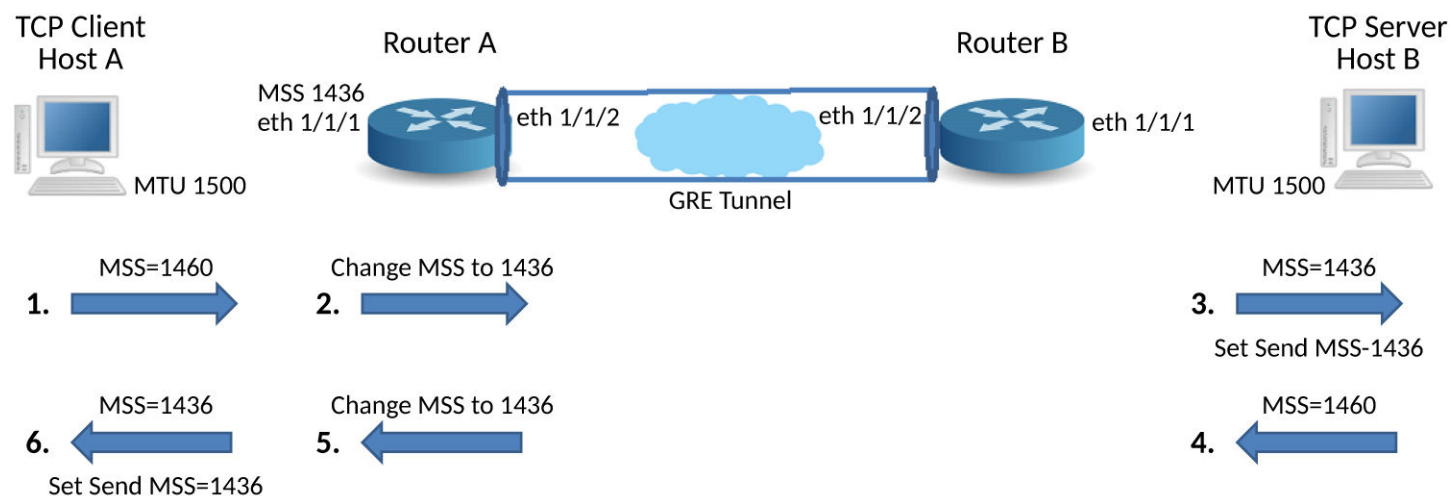 TCP Client
Host A
Router A
Router B
TCP Server
Host B
MSS 1436
eth 1/1/1
eth 1/1/2
eth 1/1/2
eth 1/1/1
MTU 1500
MTU 1500
GRE Tunnel
MSS=1460
1.
Change MSS to 1436
2.
MSS=1436
3.
Set Send MSS-1436
MSS=1436
6.
Set Send MSS=1436
Change MSS to 1436
5.
MSS=1460
4.